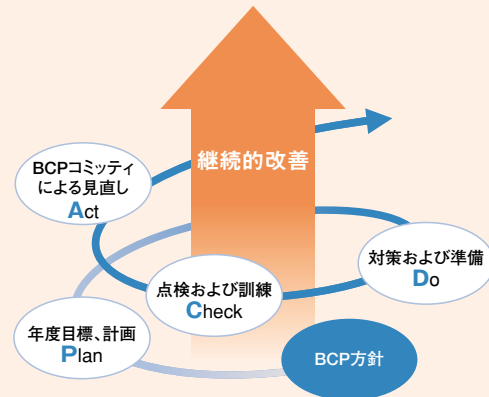 継続的改善
BCPコミッティ
による見直し
Act
対策および準備
Do
点検および訓練
Check
年度目標、計画
Plan
BCP方針